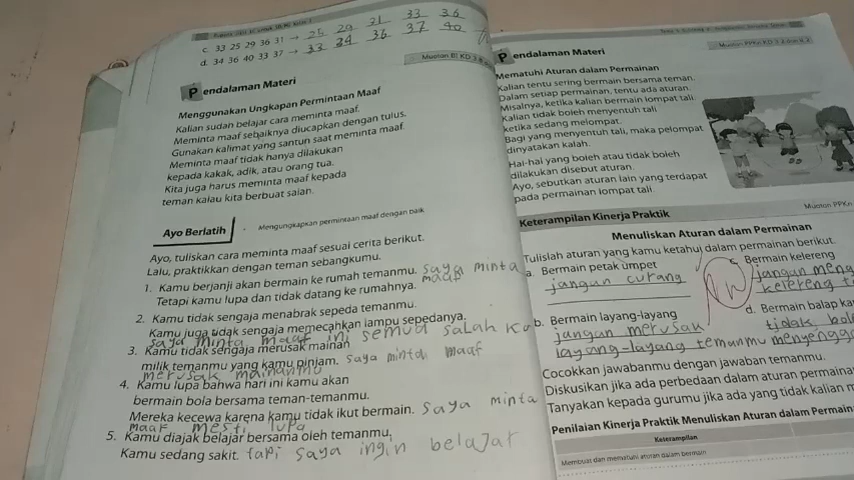 c. 33 25 29 36 31 → 25 29 31 33 36
d. 34 36 40 33 37 → 33 34 36 37 40
Muatan BI KD
Pendalaman Materi
Menggunakan Ungkapan Permintaan Maaf
Kalian sudah belajar cara meminta maaf.
Meminta maaf sebaiknya diucapkan dengan tulus.
Gunakan kalimat yang santun saat meminta maaf.
Meminta maaf tidak hanya dilakukan
kepada kakak, adik, atau orang tua.
Kita juga harus meminta maaf kepada
teman kalau kita berbuat salah.
Ayo Berlatih
Mengungkapkan permintaan maaf dengan baik
Ayo, tuliskan cara meminta maaf sesuai cerita berikut.
Lalu, praktikkan dengan teman sebangkumu.
1. Kamu berjanji akan bermain ke rumah temanmu. saya minta
Tetapi kamu lupa dan tidak datang ke rumahnya. maaf
2. Kamu tidak sengaja menabrak sepeda temanmu.
Kamu juga tidak sengaja memecahkan lampu sepedanya.
saya minta maaf ini semua salah ku
3. Kamu tidak sengaja merusak mainan
milik temanmu yang kamu pinjam. saya minta maaf
merusak mainanmu
4. Kamu lupa bahwa hari ini kamu akan
bermain bola bersama teman-temanmu.
Mereka kecewa karena kamu tidak ikut bermain. saya minta
maaf mesti lupa
5. Kamu diajak belajar bersama oleh temanmu.
Kamu sedang sakit. tapi saya ingin belajar
Muatan PPKn KD
Pendalaman Materi
Mematuhi Aturan dalam Permainan
Kalian tentu sering bermain bersama teman.
Dalam setiap permainan, tentu ada aturan.
Misalnya, ketika kalian bermain lompat tali.
Kalian tidak boleh menyentuh tali
ketika sedang melompat.
Bagi yang menyentuh tali, maka pelompat
dinyatakan kalah.
Hal-hal yang boleh atau tidak boleh
dilakukan disebut aturan.
Ayo, sebutkan aturan lain yang terdapat
pada permainan lompat tali.
Keterampilan Kinerja Praktik
Muatan PPKn
Menuliskan Aturan dalam Permainan
Tulislah aturan yang kamu ketahui dalam permainan berikut.
a. Bermain petak umpet
jangan curang
b. Bermain layang-layang
jangan merusak
layang-layang temanmu
c. Bermain kelereng
jangan
kelereng
d. Bermain balap
tidak
Cocokkan jawabanmu dengan jawaban temanmu.
Diskusikan jika ada perbedaan dalam aturan
Tanyakan kepada gurumu jika ada yang tidak kalian
Penilaian Kinerja Praktik Menuliskan Aturan dalam
Keterampilan
Membuat dan mematuhi aturan dalam bermain